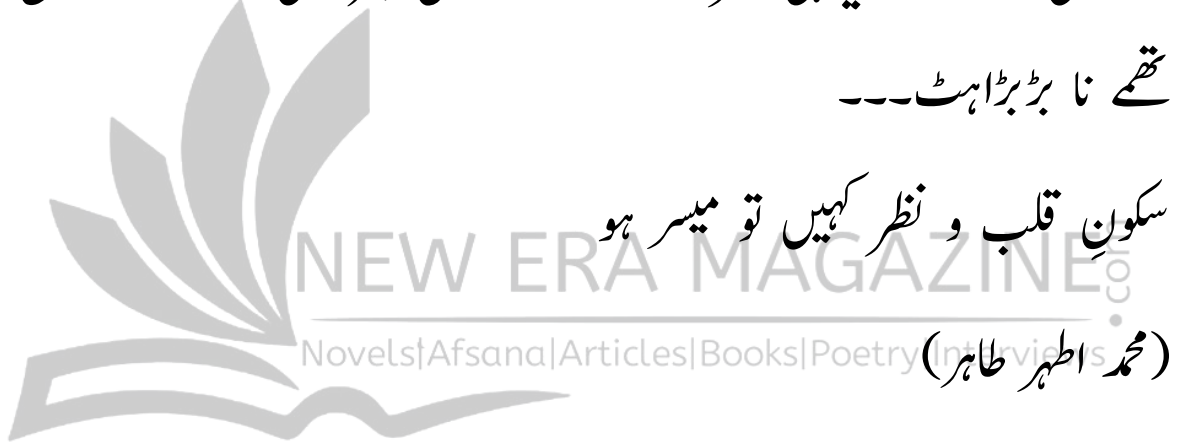 تھمے نا بڑبڑاہٹ۔۔۔
سکونِ قلب و نظر کہیں تو میسر ہو
NEW ERA MAGAZINE.com
Novels|Afsana|Articles|Books|Poetry|Interviews
(محمد اطہر طاہر)